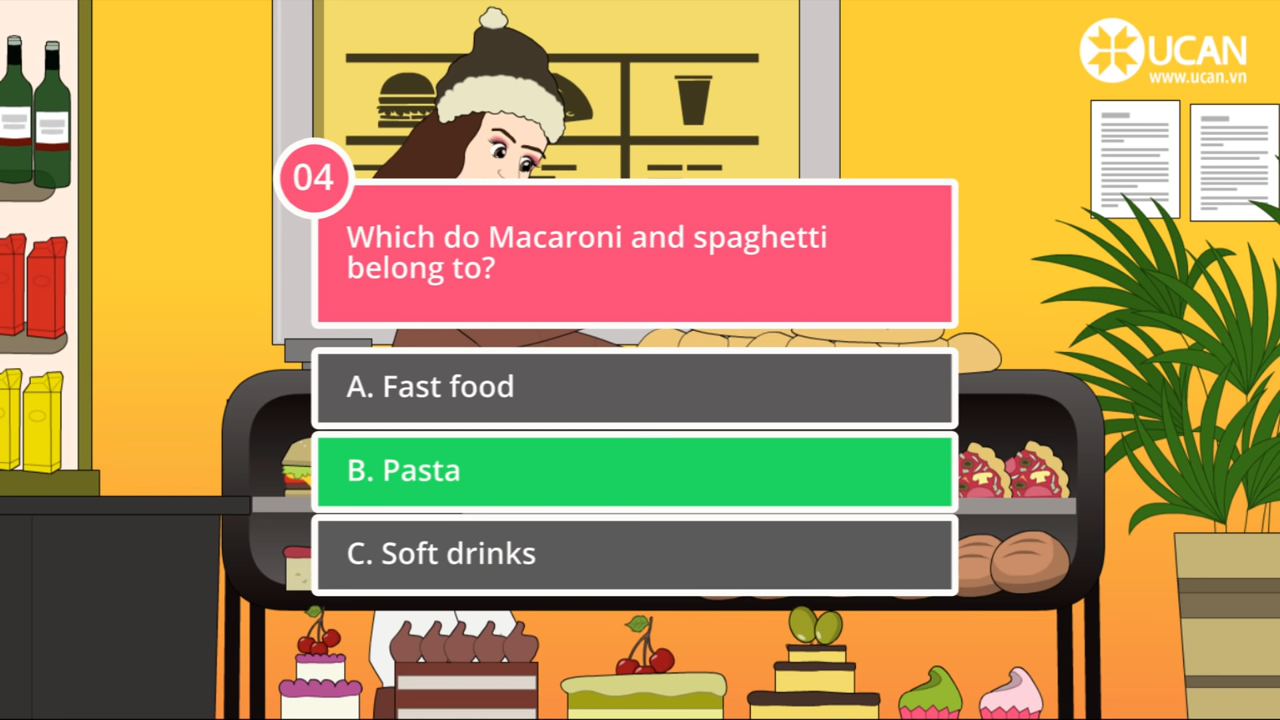 UCAN
www.ucan.vn
04
Which do Macaroni and spaghetti
belong to?
A. Fast food
B. Pasta
C. Soft drinks